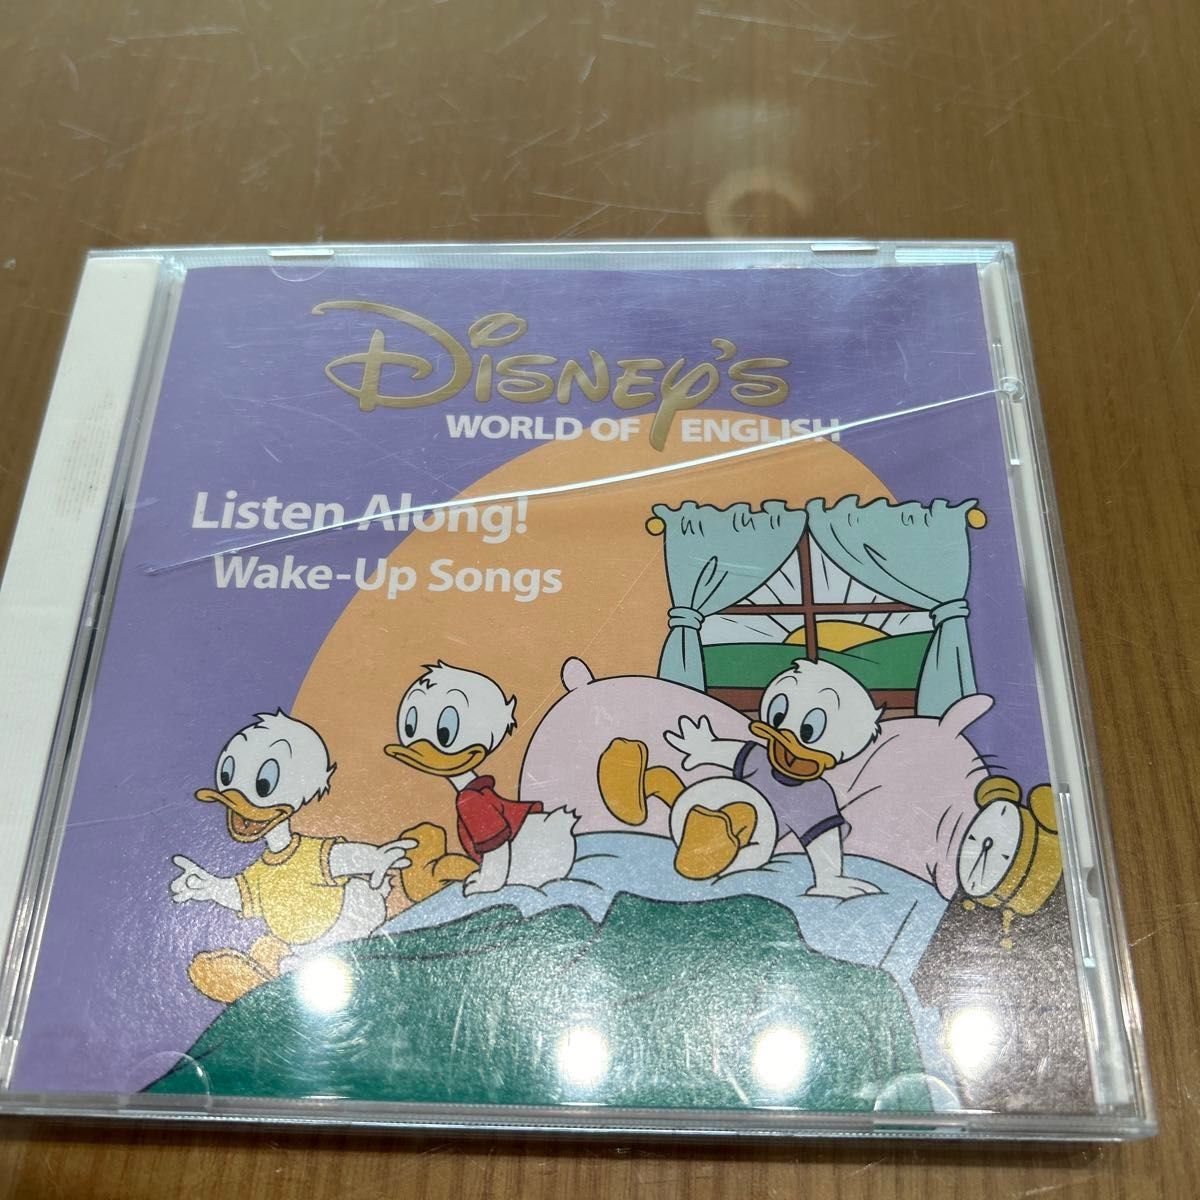 Disney's
WORLD OF ENGLISH
Listen Along!
Wake-Up Songs